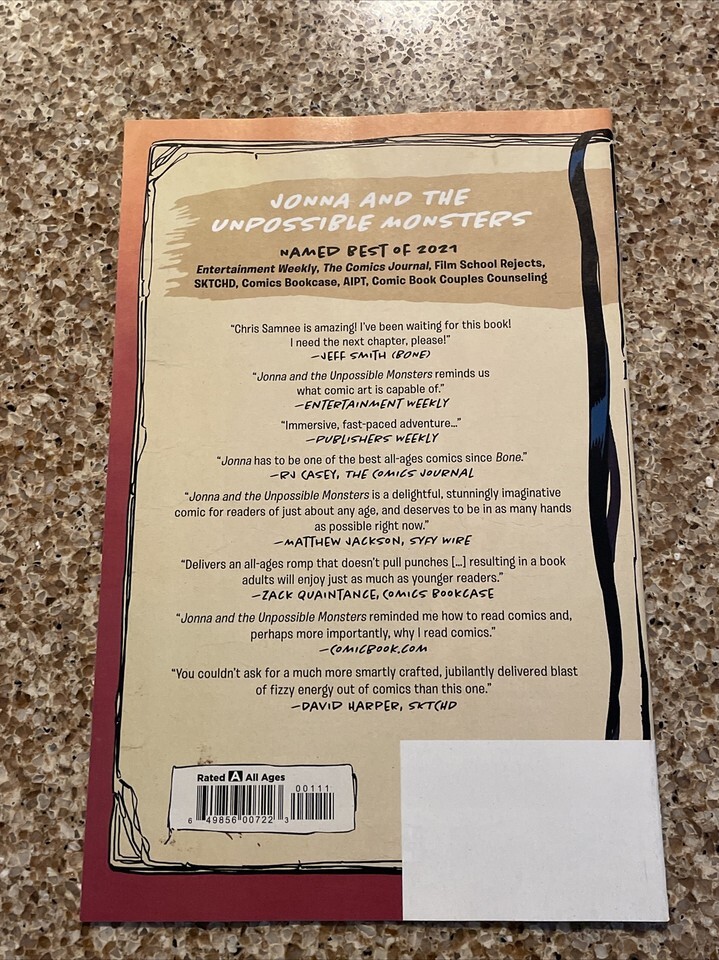 JONNA AND THE
UNPOSSIBLE MONSTERS
NAMED BEST OF 2021
Entertainment Weekly, The Comics Journal, Film School Rejects,
SKTCHD, Comics Bookcase, AIPT, Comic Book Couples Counseling
“Chris Samnee is amazing! I’ve been waiting for this book!
I need the next chapter, please!”
—JEFF SMITH (BONE)
“Jonna and the Unpossible Monsters reminds us
what comic art is capable of.”
—ENTERTAINMENT WEEKLY
“Immersive, fast-paced adventure...”
—PUBLISHERS WEEKLY
“Jonna has to be one of the best all-ages comics since Bone.”
—RJ CASEY, THE COMICS JOURNAL
“Jonna and the Unpossible Monsters is a delightful, stunningly imaginative
comic for readers of just about any age, and deserves to be in as many hands
as possible right now.”
—MATTHEW JACKSON, SYFY WIRE
“Delivers an all-ages romp that doesn’t pull punches [...] resulting in a book
adults will enjoy just as much as younger readers.”
—ZACK QUAINTANCE, COMICS BOOKCASE
“Jonna and the Unpossible Monsters reminded me how to read comics and,
perhaps more importantly, why I read comics.”
—COMICBOOK.COM
“You couldn’t ask for a much more smartly crafted, jubilantly delivered blast
of fizzy energy out of comics than this one.”
—DAVID HARPER, SKTCHD
Rated A All Ages
00111
6 49856 00722 3